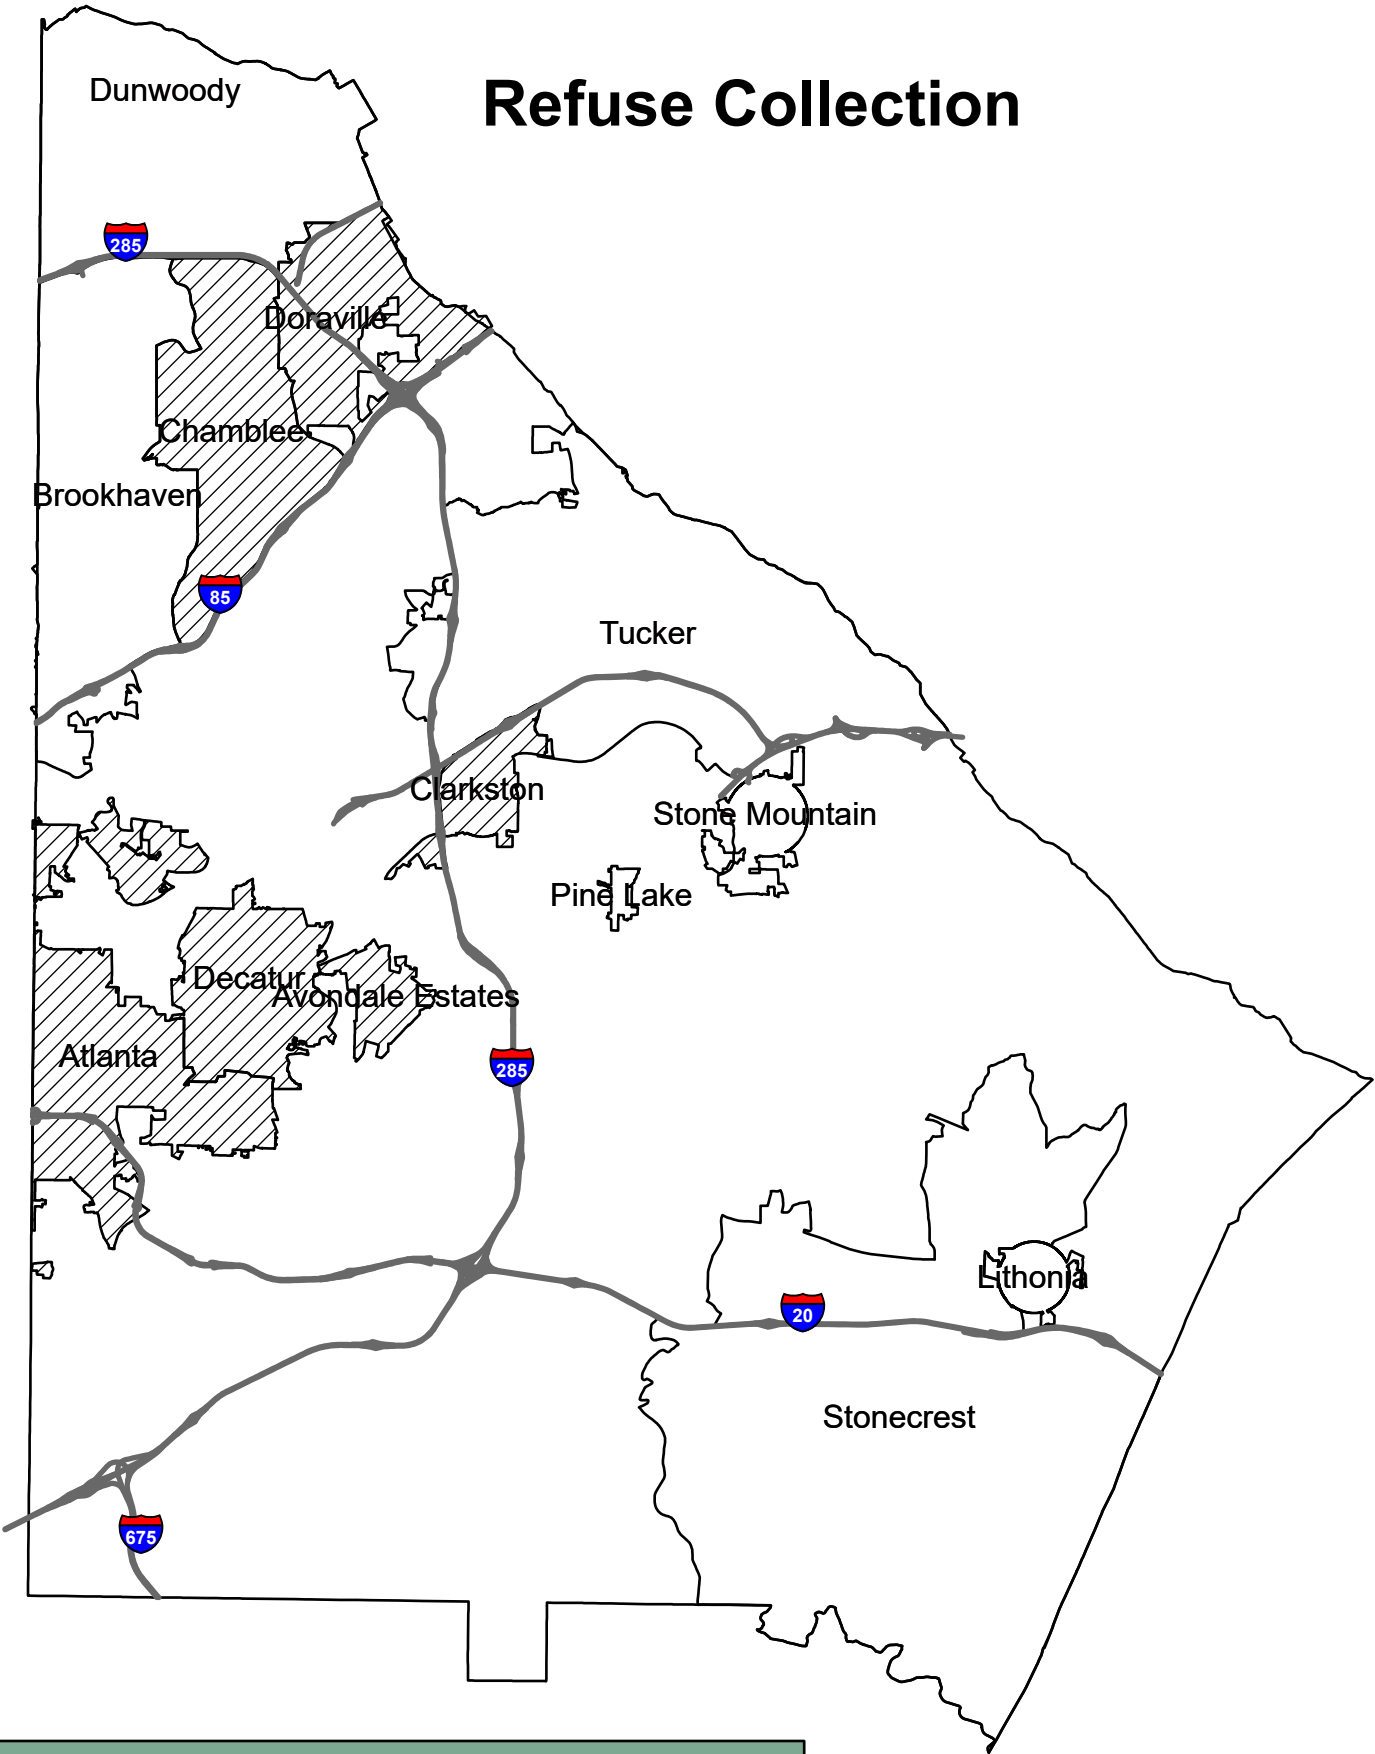 Dunwoody
Refuse Collection
285
Doraville
Chamblee
Brookhaven
85
Tucker
Clarkston
Stone Mountain
Pine Lake
Decatur
Avondale Estates
Atlanta
285
Lithonia
20
Stonecrest
675